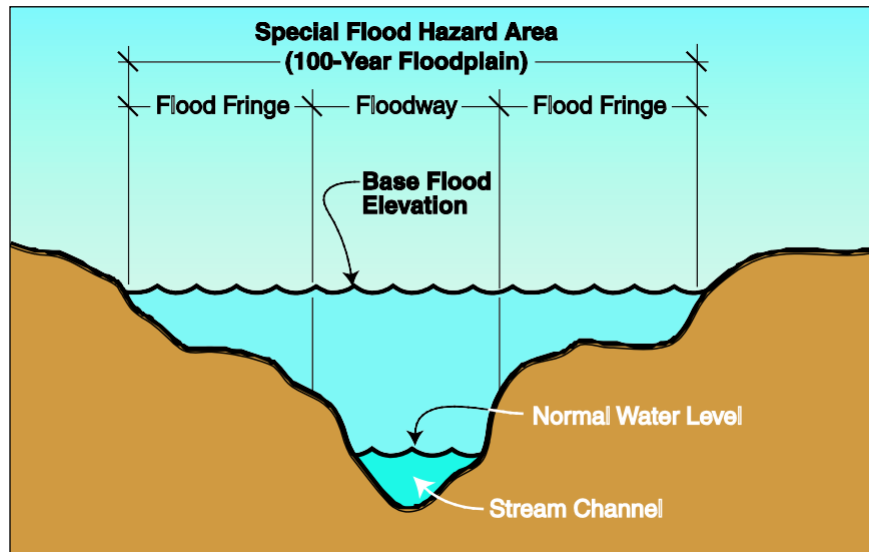 Special Flood Hazard Area
(100-Year Floodplain)
Flood Fringe
Floodway
Flood Fringe
Base Flood
Elevation
Normal Water Level
Stream Channel